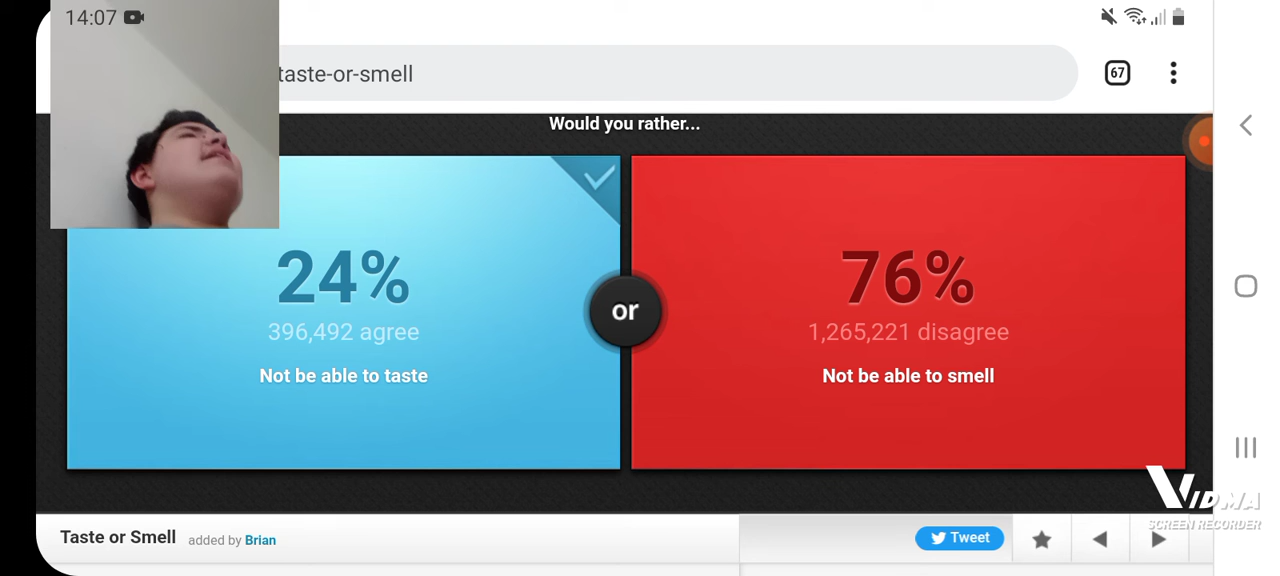 14:07
taste-or-smell
67
Would you rather...
24%
396,492 agree
Not be able to taste
or
76%
1,265,221 disagree
Not be able to smell
Taste or Smell added by Brian
Tweet
VIDMA
SCREEN RECORDER